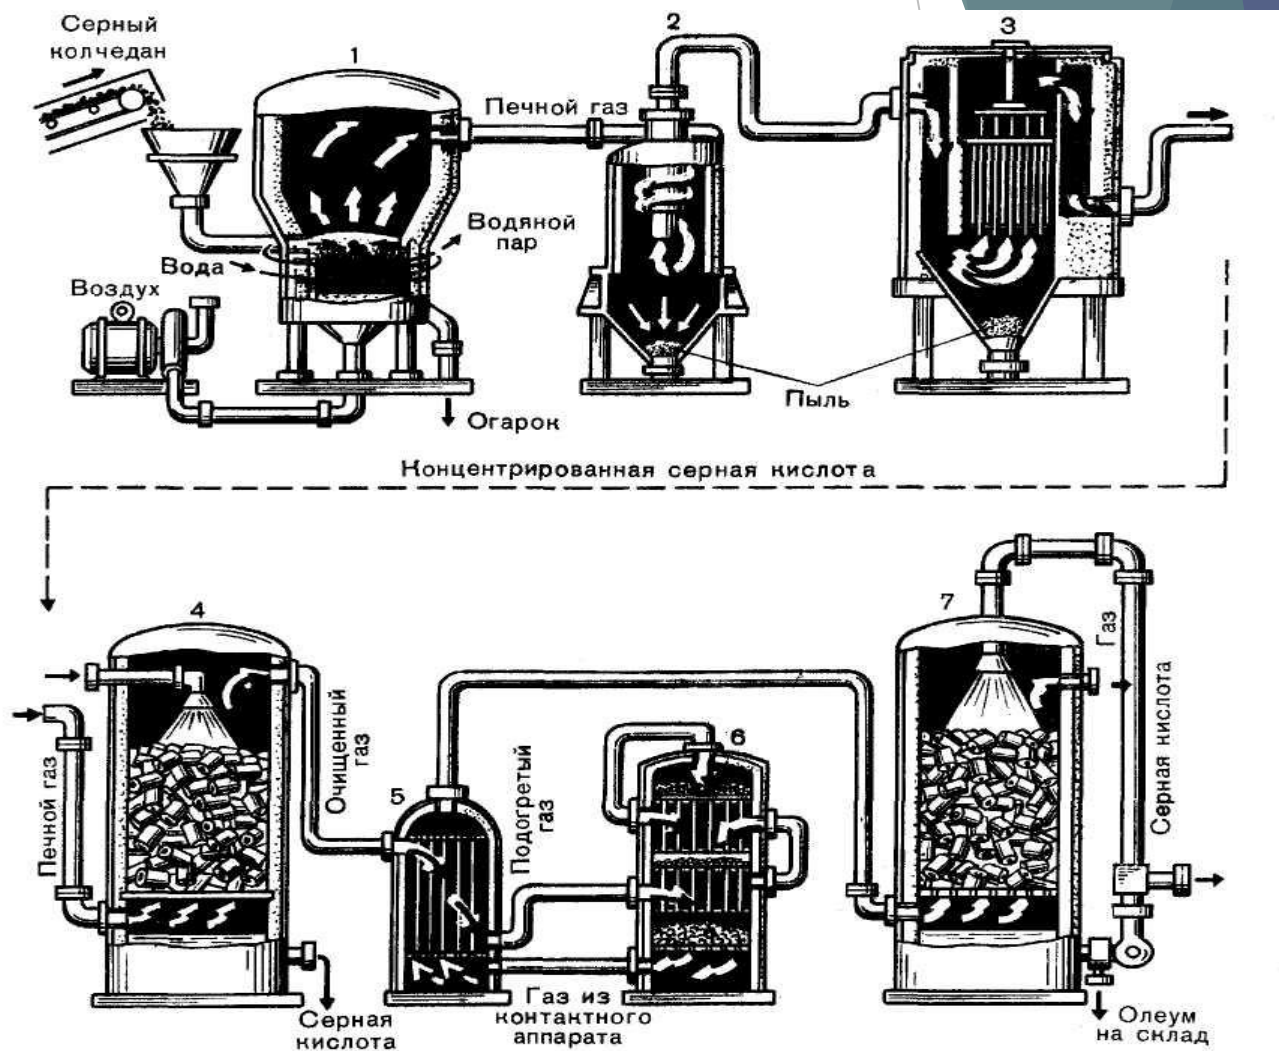 Серный
колчедан
1
2
3
Печной газ
Водяной
пар
Вода
Воздух
Огарок
Пыль
Концентрированная серная кислота
4
Печной газ
Очищенный
газ
Серная
кислота
5
Подогретый
газ
6
Газ из
контактного
аппарата
7
Газ
Серная кислота
Олеум
на склад